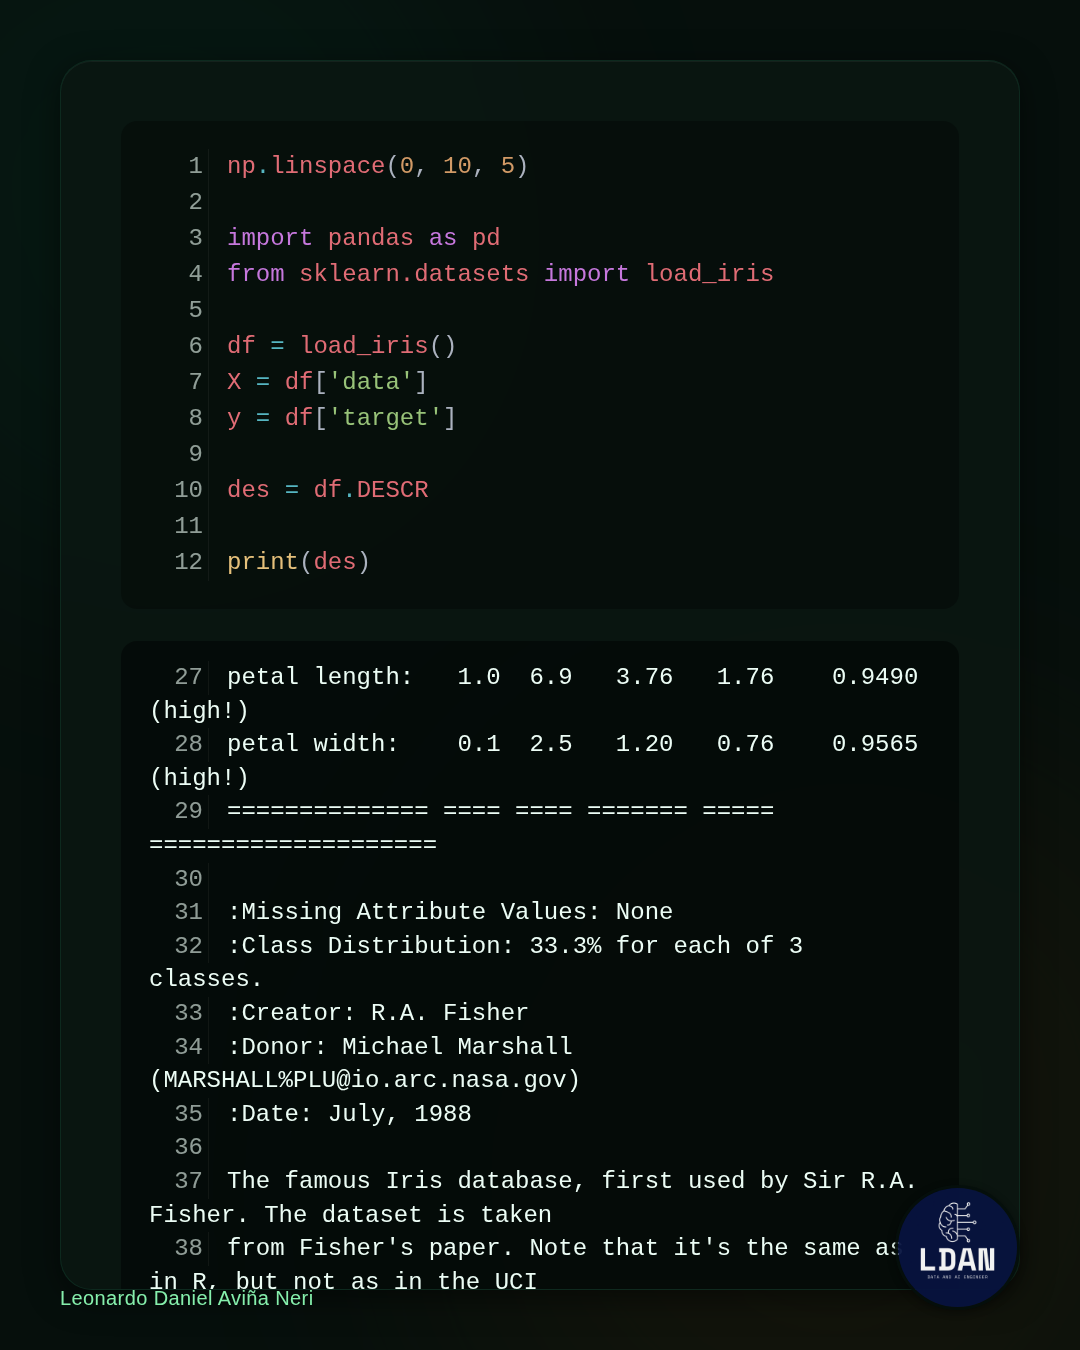 1 np.linspace(0, 10, 5)
2
3 import pandas as pd
4 from sklearn.datasets import load_iris
5
6 df = load_iris()
7 X = df['data']
8 y = df['target']
9
10 des = df.DESCR
11
12 print(des)
27 petal length:   1.0  6.9   3.76   1.76    0.9490
(high!)
28 petal width:    0.1  2.5   1.20   0.76    0.9565
(high!)
29 ============== ==== ==== ======= =====
====================
30
31 :Missing Attribute Values: None
32 :Class Distribution: 33.3% for each of 3
classes.
33 :Creator: R.A. Fisher
34 :Donor: Michael Marshall
(MARSHALL%PLU@io.arc.nasa.gov)
35 :Date: July, 1988
36
37 The famous Iris database, first used by Sir R.A.
Fisher. The dataset is taken
38 from Fisher's paper. Note that it's the same as
in R, but not as in the UCI
LDAN
DATA AND AI ENGINEER
Leonardo Daniel Aviña Neri